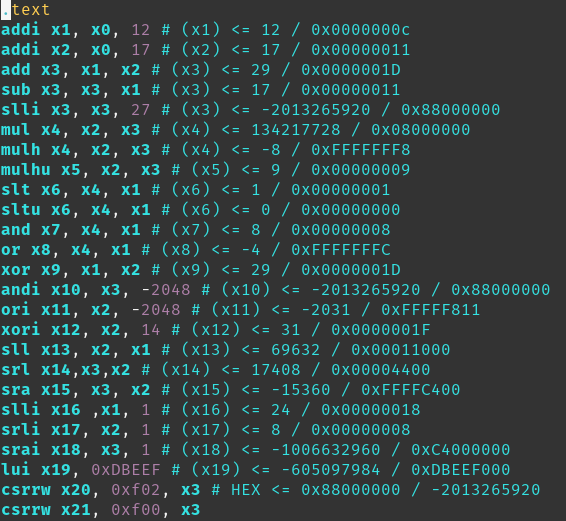 .text
addi x1, x0, 12 # (x1) <= 12 / 0x0000000c
addi x2, x0, 17 # (x2) <= 17 / 0x00000011
add x3, x1, x2 # (x3) <= 29 / 0x0000001D
sub x3, x3, x1 # (x3) <= 17 / 0x00000011
slli x3, x3, 27 # (x3) <= -2013265920 / 0x88000000
mul x4, x2, x3 # (x4) <= 134217728 / 0x08000000
mulh x4, x2, x3 # (x4) <= -8 / 0xFFFFFFF8
mulhu x5, x2, x3 # (x5) <= 9 / 0x00000009
slt x6, x4, x1 # (x6) <= 1 / 0x00000001
sltu x6, x4, x1 # (x6) <= 0 / 0x00000000
and x7, x4, x1 # (x7) <= 8 / 0x00000008
or x8, x4, x1 # (x8) <= -4 / 0xFFFFFFFC
xor x9, x1, x2 # (x9) <= 29 / 0x0000001D
andi x10, x3, -2048 # (x10) <= -2013265920 / 0x88000000
ori x11, x2, -2048 # (x11) <= -2031 / 0xFFFFF811
xori x12, x2, 14 # (x12) <= 31 / 0x0000001F
sll x13, x2, x1 # (x13) <= 69632 / 0x00011000
srl x14,x3,x2 # (x14) <= 17408 / 0x00004400
sra x15, x3, x2 # (x15) <= -15360 / 0xFFFFC400
slli x16 ,x1, 1 # (x16) <= 24 / 0x00000018
srli x17, x2, 1 # (x17) <= 8 / 0x00000008
srai x18, x3, 1 # (x18) <= -1006632960 / 0xC4000000
lui x19, 0xDBEEF # (x19) <= -605097984 / 0xDBEEF000
csrrw x20, 0xf02, x3 # HEX <= 0x88000000 / -2013265920
csrrw x21, 0xf00, x3